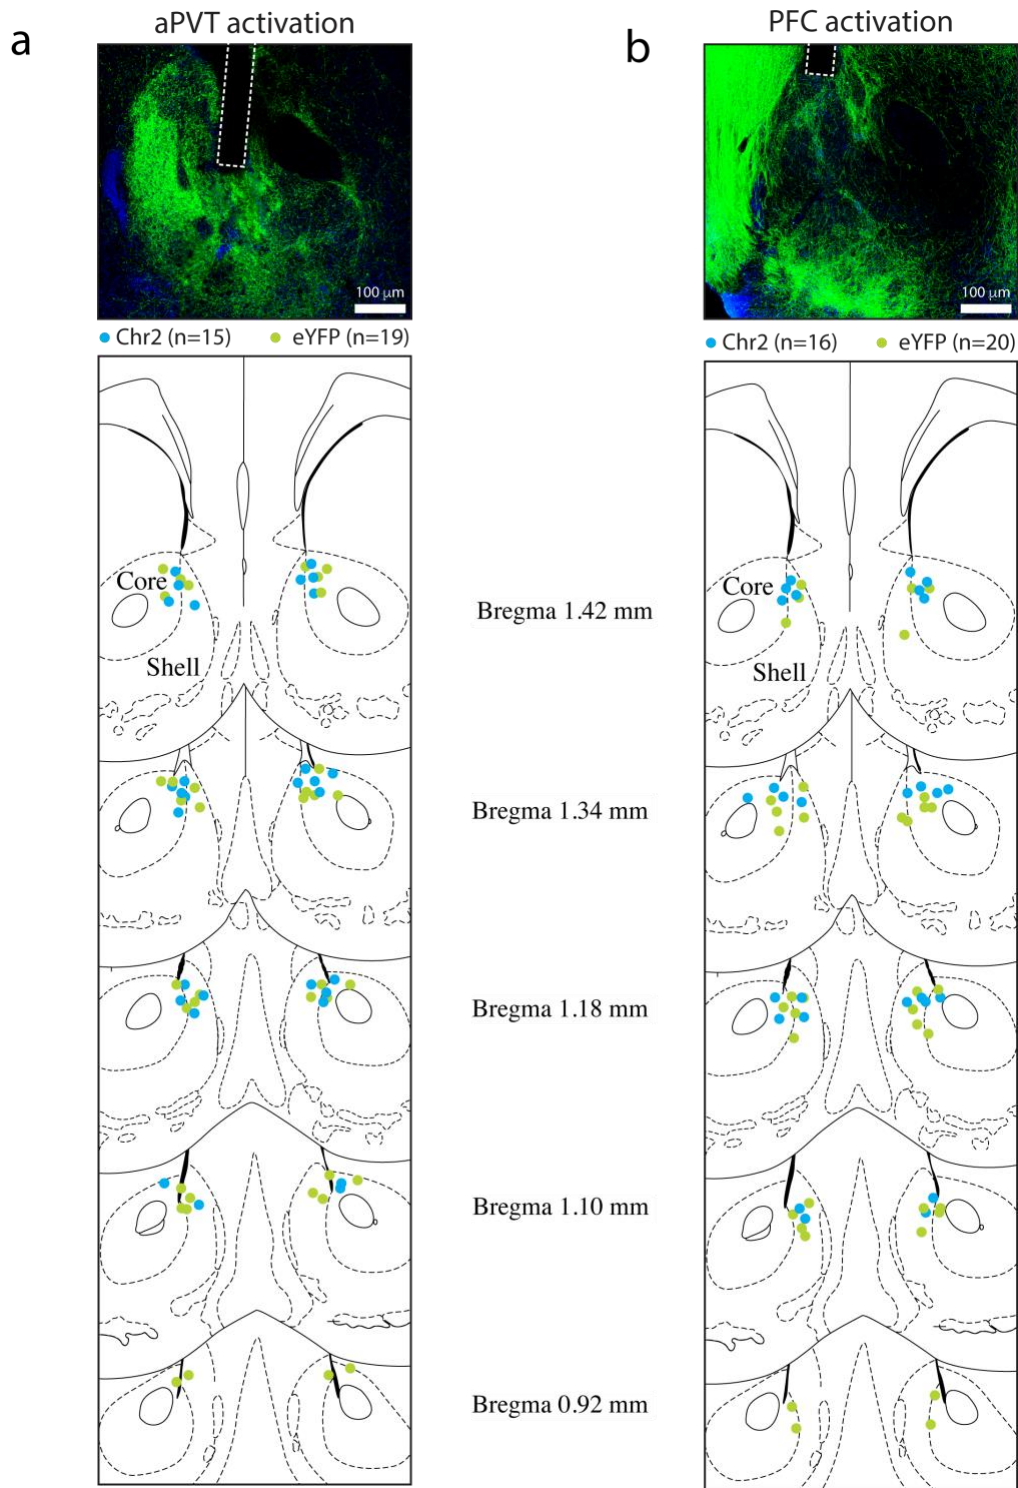 a
aPVT activation
100 μm
Chr2 (n=15) eYFP (n=19)
Core
Shell
Bregma 1.42 mm
Bregma 1.34 mm
Bregma 1.18 mm
Bregma 1.10 mm
Bregma 0.92 mm
b
PFC activation
100 μm
Chr2 (n=16) eYFP (n=20)
Core
Shell